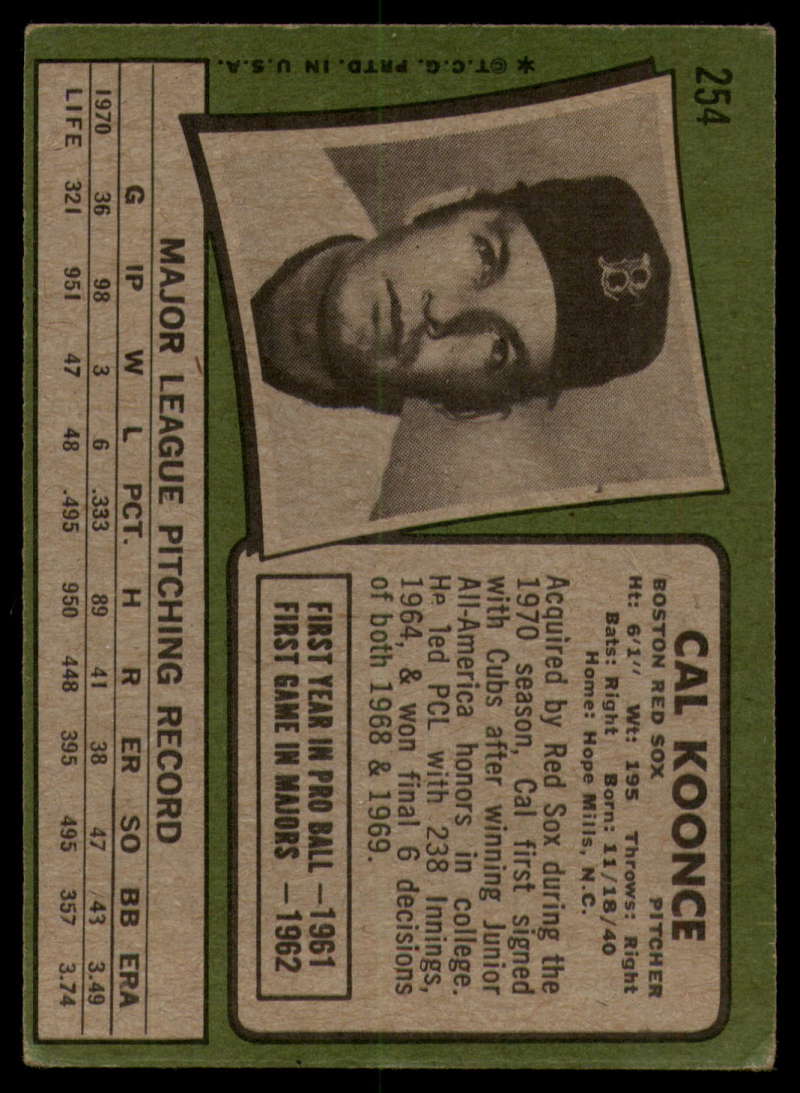 254
CAL KOONCE
BOSTON RED SOX PITCHER
Ht: 6'1" Wt: 195 Throws: Right
Bats: Right Born: 11/18/40
Home: Hope Mills, N.C.
Acquired by Red Sox during the
1970 season, Cal first signed
with Cubs after winning Junior
All-America honors in college.
He led PCL with 238 Innings,
1964, & won final 6 decisions
of both 1968 & 1969.
FIRST YEAR IN PRO BALL—1961
FIRST GAME IN MAJORS —1962
B
*©T.C.G. PRTD. IN U.S.A.
MAJOR LEAGUE PITCHING RECORD
G IP W L PCT. H R ER SO BB ERA
1970 36 98 3 6 .333 89 41 38 47 43 3.49
LIFE 321 951 47 48 .495 950 448 395 495 357 3.74